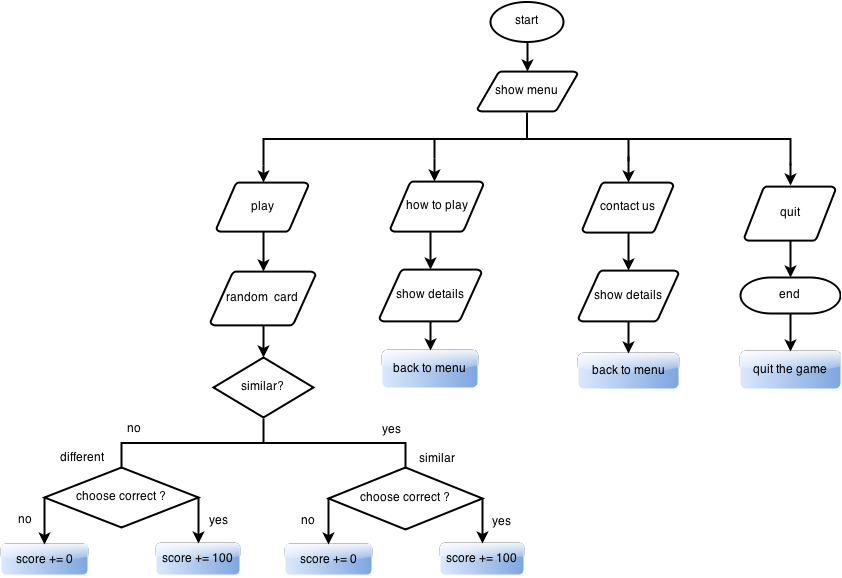 start
show menu
play
how to play
contact us
quit
random  card
show details
show details
end
similar?
back to menu
back to menu
quit the game
no
yes
different
similar
choose correct ?
choose correct ?
no
yes
no
yes
score += 0
score += 100
score += 0
score += 100